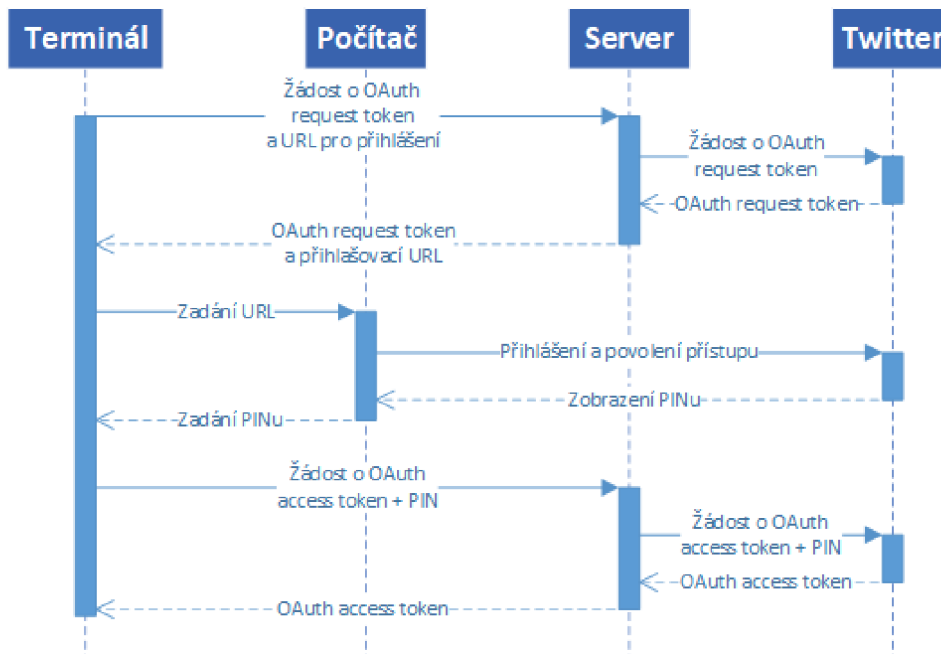 Terminál
Počítač
Server
Twitter
Žádost o OAuth
request token
a URL pro přihlášení
Žádost o OAuth
request token
OAuth request token
OAuth request token
a přihlašovací URL
Zadání URL
Přihlášení a povolení přístupu
Zobrazení PINu
Zadání PINu
Žádost o OAuth
access token + PIN
Žádost o OAuth
access token + PIN
OAuth access token
OAuth access token